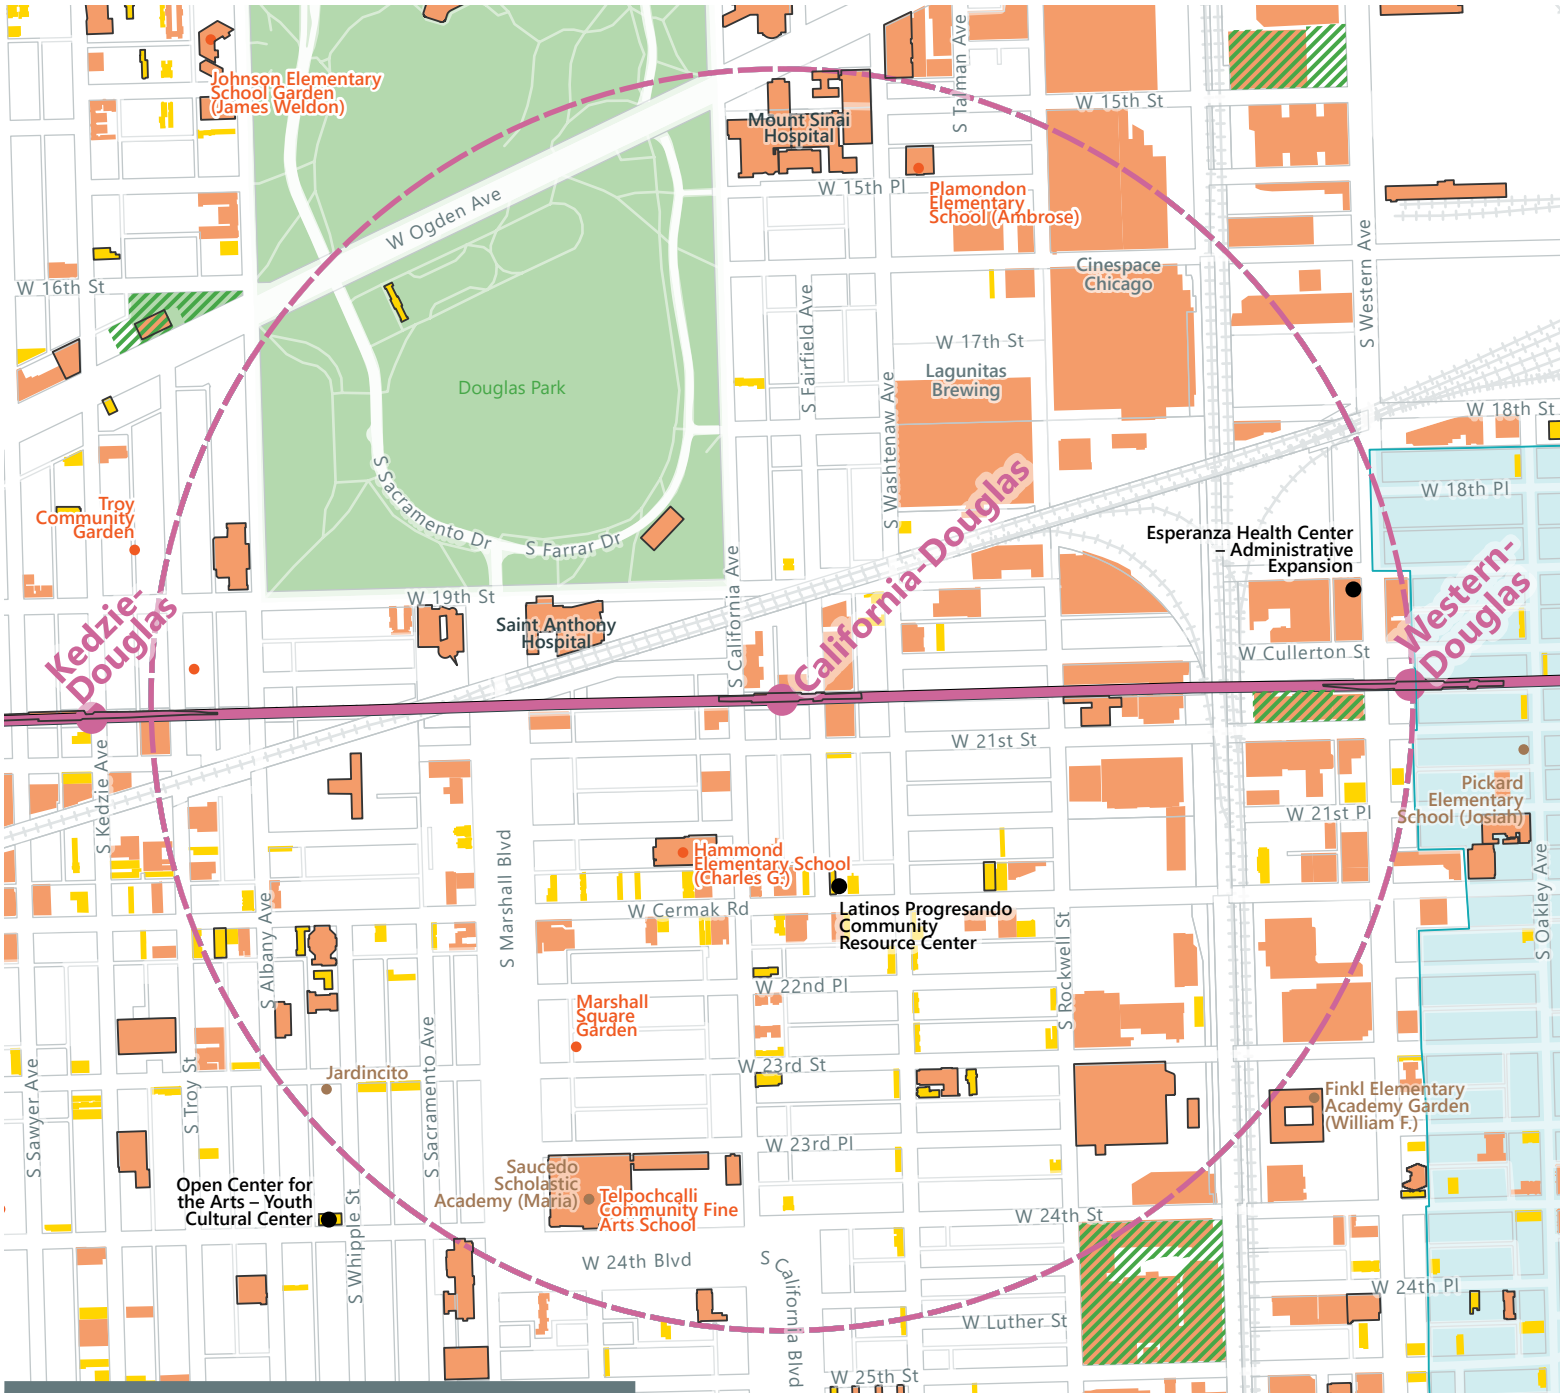 Johnson Elementary
School Garden
(James Weldon)
S Talman Ave
W 15th St
Mount Sinai
Hospital
W 15th Pl
Plamondon
Elementary
School (Ambrose)
W Ogden Ave
W 16th St
Cinespace
Chicago
S Western Ave
S Fairfield Ave
W 17th St
Lagunitas
Brewing
Douglas Park
S Washtenaw Ave
W 18th St
W 18th Pl
Troy
Community
Garden
S Sacramento Dr
S Farrar Dr
California-Douglas
Esperanza Health Center
– Administrative
Expansion
Western-
Douglas
Kedzie-
Douglas
W 19th St
S California Ave
Saint Anthony
Hospital
W Cullerton St
W 21st St
S Kedzie Ave
Pickard
Elementary
School (Josiah)
W 21st Pl
S Marshall Blvd
Hammond
Elementary School
(Charles G.)
S Oakley Ave
S Albany Ave
W Cermak Rd
Latinos Progresando
Community
Resource Center
S Rockwell St
W 22nd Pl
Marshall
Square
Garden
S Sacramento Ave
W 23rd St
S Sawyer Ave
S Troy St
Jardincito
Finkl Elementary
Academy Garden
(William F.)
W 23rd Pl
Saucedo
Scholastic
Academy (Maria)
Telpochcalli
Community Fine
Arts School
Open Center for
the Arts – Youth
Cultural Center
S Whipple St
W 24th St
W 24th Blvd
S California Blvd
W 24th Pl
W Luther St
W 25th St